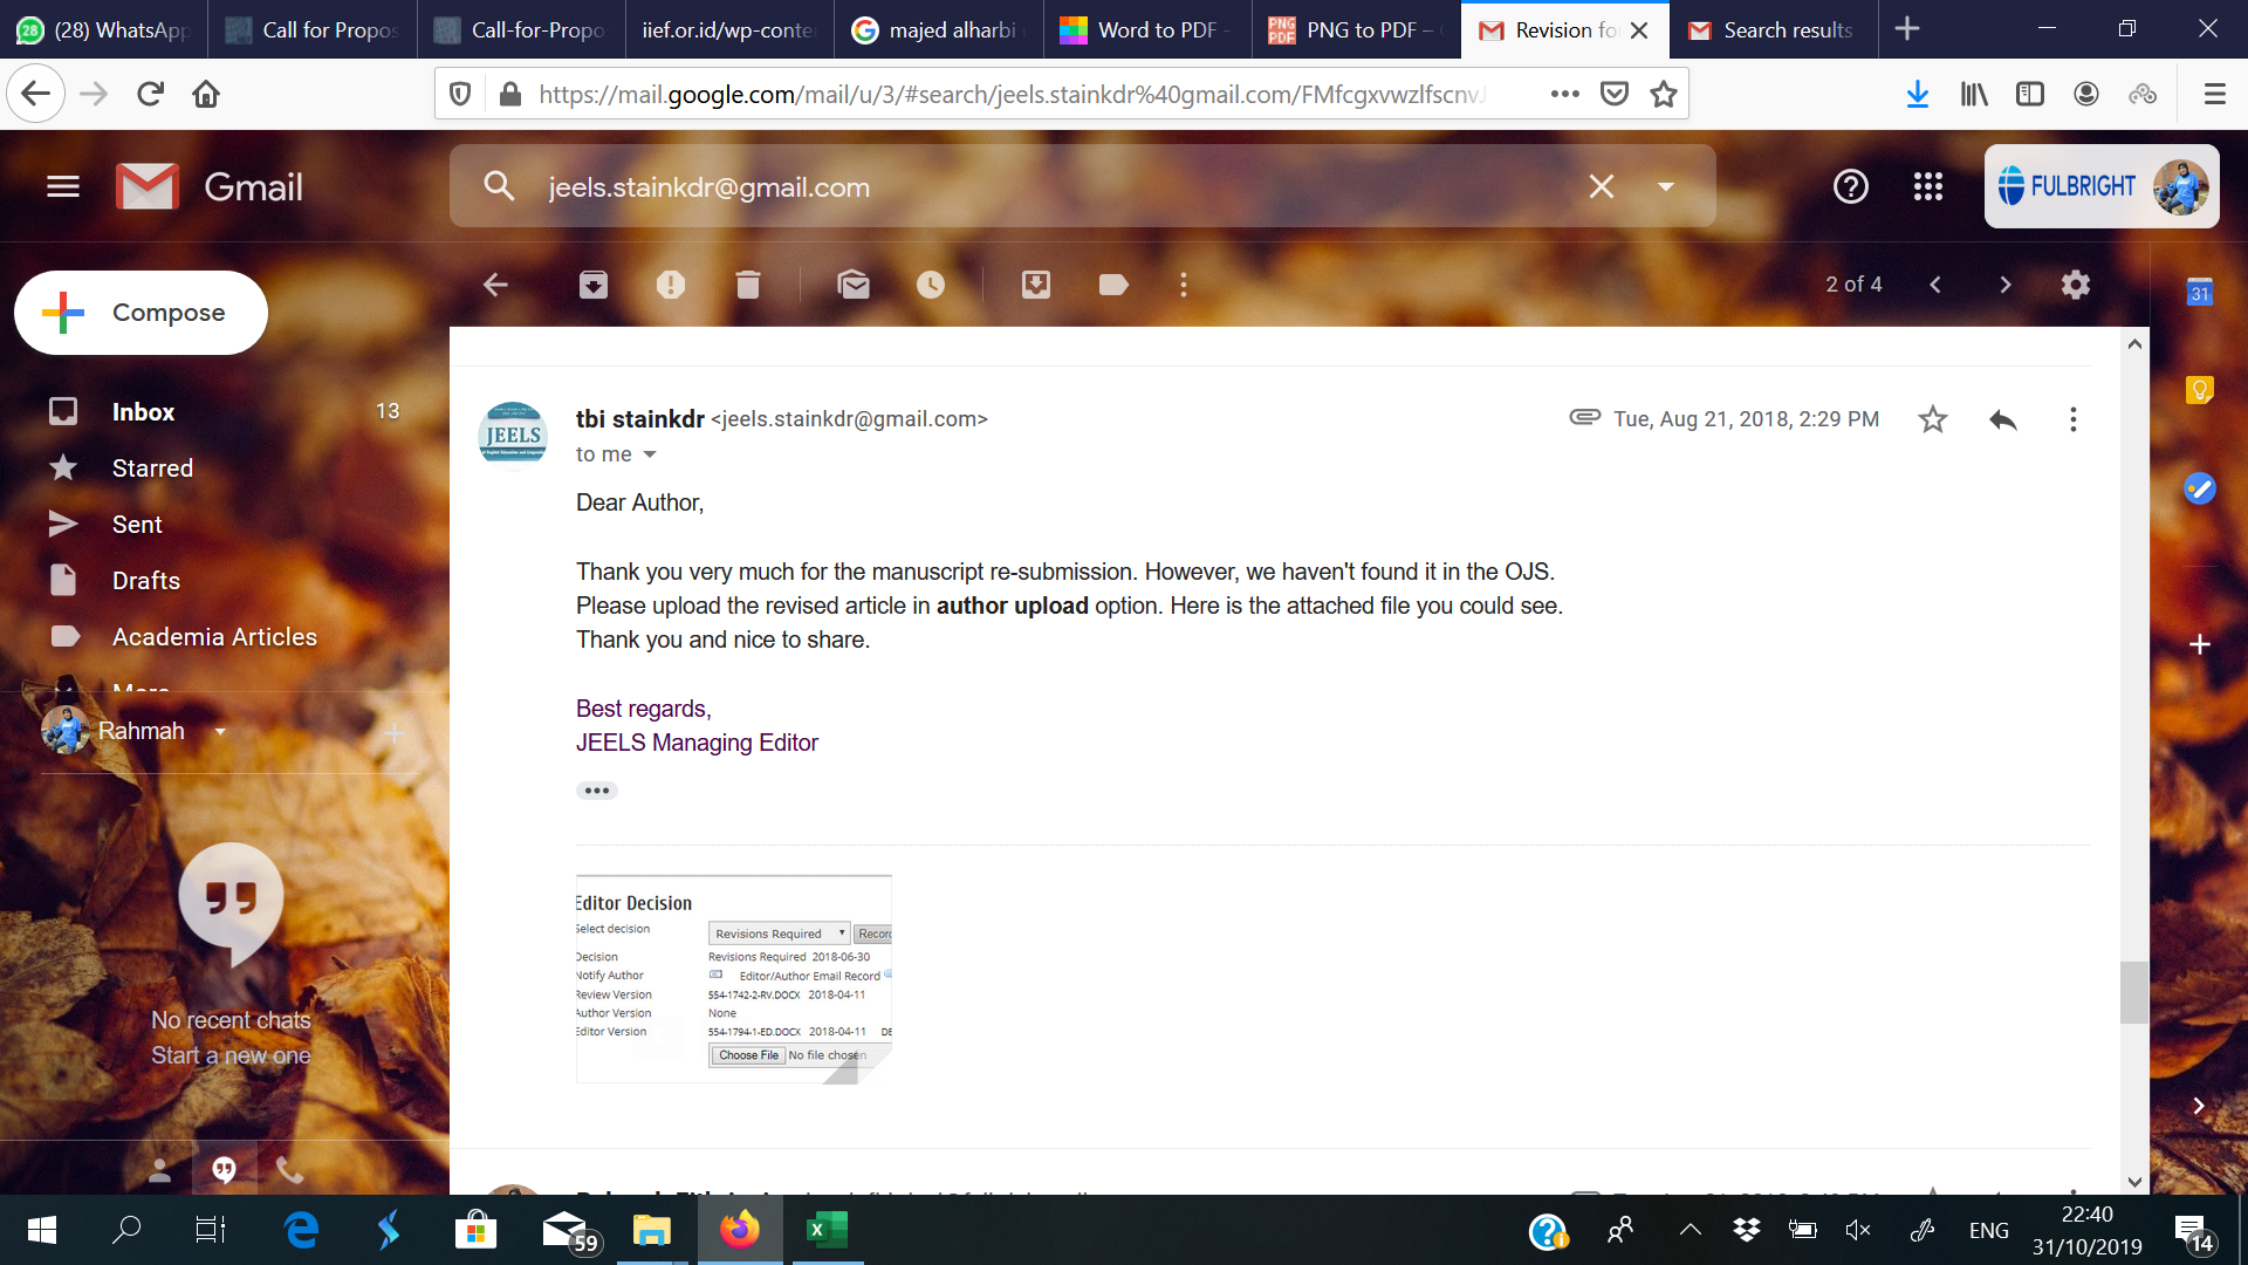 (28) WhatsApp
Call for Propos
Call-for-Propo
iief.or.id/wp-conte
majed alharbi
Word to PDF -
PNG to PDF –
Revision fo
Search results
https://mail.google.com/mail/u/3/#search/jeels.stainkdr%40gmail.com/FMfcgxvwzlfscnv
Gmail
jeels.stainkdr@gmail.com
FULBRIGHT
Compose
2 of 4
31
Inbox 13
Starred
Sent
Drafts
Academia Articles
More
Rahmah
No recent chats
Start a new one
JEELS
tbi stainkdr <jeels.stainkdr@gmail.com>
Tue, Aug 21, 2018, 2:29 PM
to me
Dear Author,
Thank you very much for the manuscript re-submission. However, we haven't found it in the OJS.
Please upload the revised article in author upload option. Here is the attached file you could see.
Thank you and nice to share.
Best regards,
JEELS Managing Editor
Editor Decision
Select decision Revisions Required Record
Decision Revisions Required 2018-06-30
Notify Author Editor/Author Email Record
Review Version 554-1742-2-RV.DOCX 2018-04-11
Author Version None
Editor Version 554-1794-1-ED.DOCX 2018-04-11 DE
Choose File No file chosen
59
ENG
22:40
31/10/2019
14